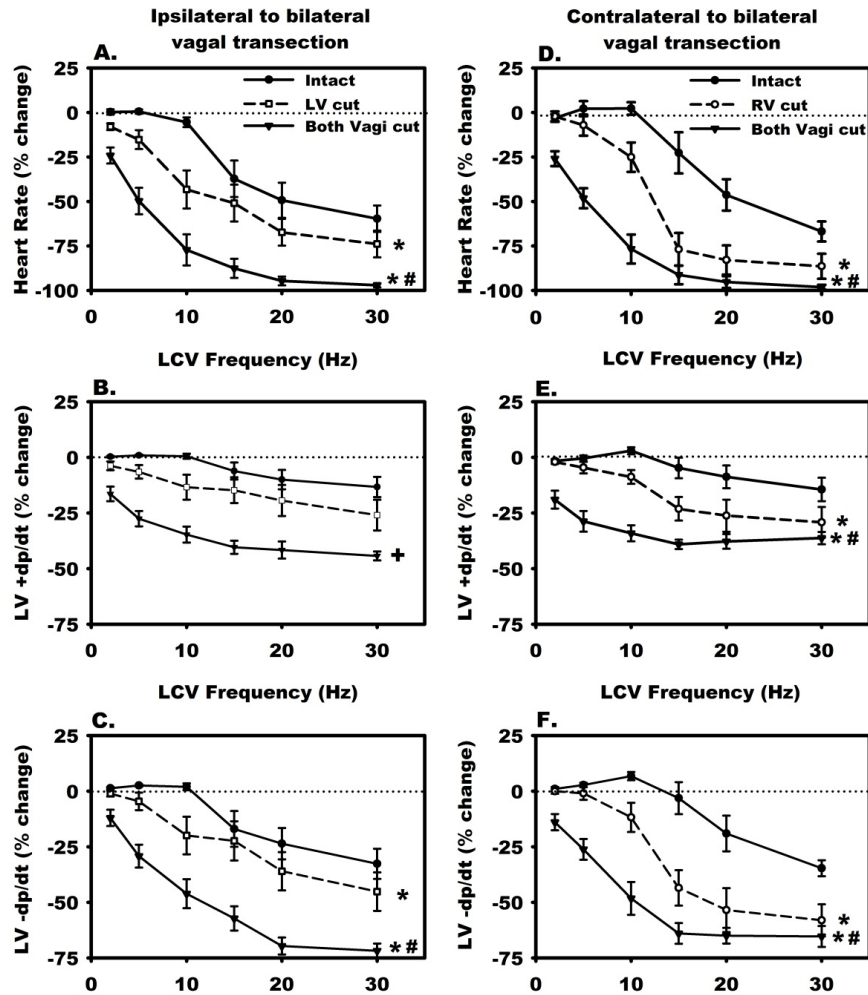 Ipsilateral to bilateral
vagal transection
Contralateral to bilateral
vagal transection
A.
Heart Rate (% change)
25
0
-25
-50
-75
-100
Intact
LV cut
Both Vagi cut
*
* #
0 10 20 30
LCV Frequency (Hz)
D.
Heart Rate (% change)
25
0
-25
-50
-75
-100
Intact
RV cut
Both Vagi cut
*
* #
0 10 20 30
LCV Frequency (Hz)
B.
LV +dp/dt (% change)
25
0
-25
-50
-75
+
0 10 20 30
LCV Frequency (Hz)
E.
LV +dp/dt (% change)
25
0
-25
-50
-75
*
* #
0 10 20 30
LCV Frequency (Hz)
C.
LV -dp/dt (% change)
25
0
-25
-50
-75
*
* #
0 10 20 30
F.
LV -dp/dt (% change)
25
0
-25
-50
-75
*
* #
0 10 20 30